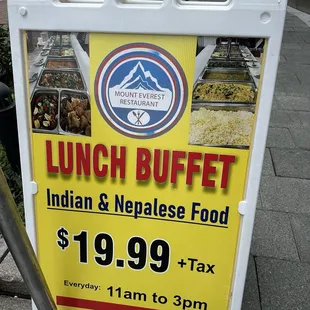 MOUNT EVEREST
RESTAURANT
LUNCH BUFFET
Indian & Nepalese Food
$19.99 +Tax
Everyday: 11am to 3pm